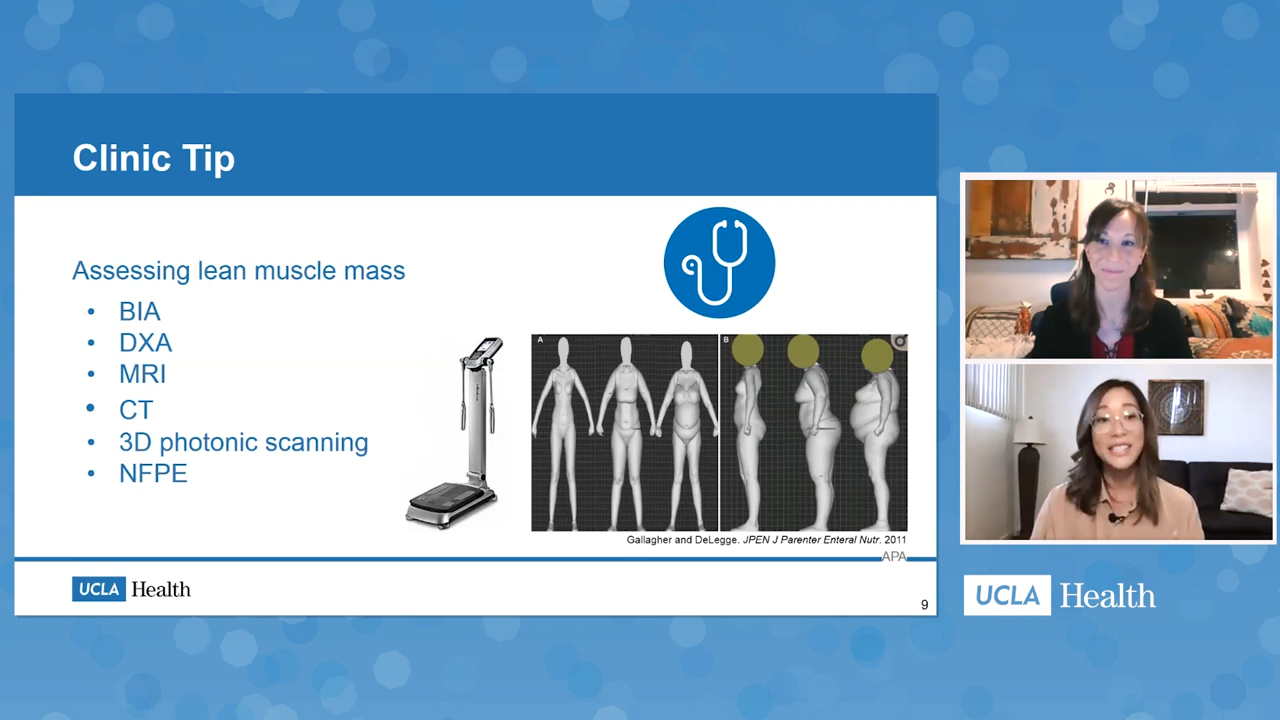 Clinic Tip
Assessing lean muscle mass
• BIA
• DXA
• MRI
• CT
• 3D photonic scanning
• NFPE
A
B
Gallagher and DeLegge. JPEN J Parenter Enteral Nutr. 2011
APA
UCLA Health
9
UCLA Health